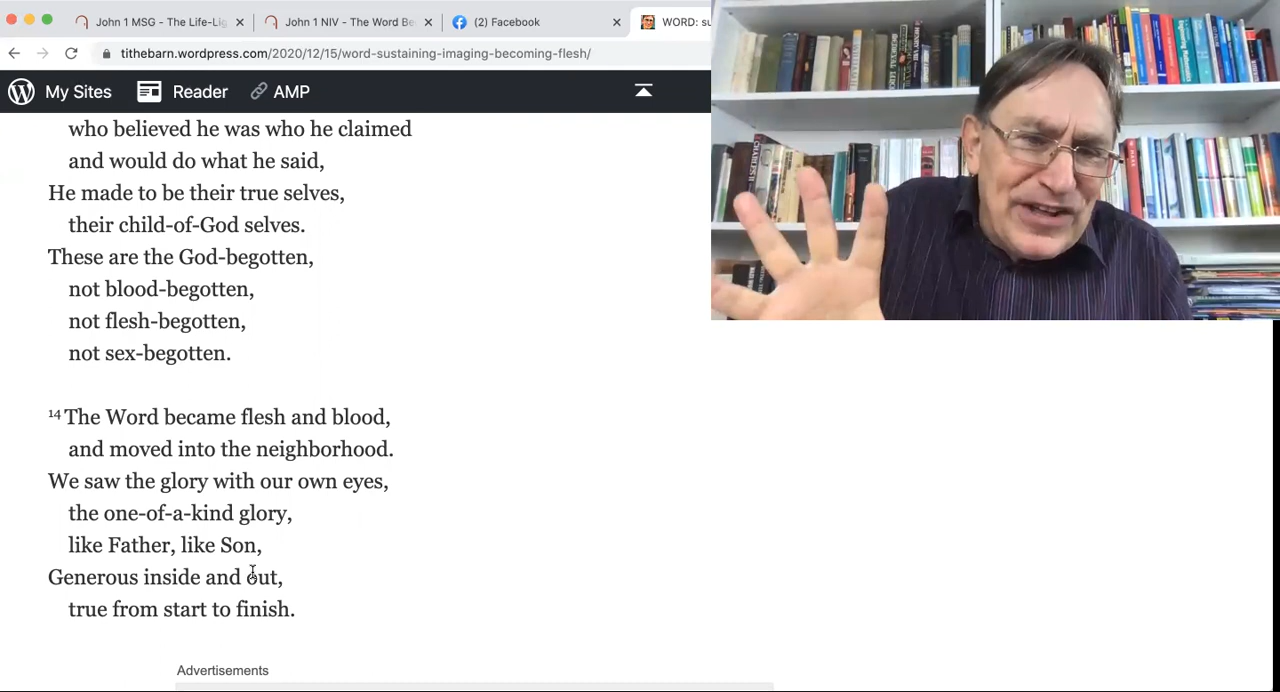 John 1 MSG - The Life-Lig
John 1 NIV - The Word Be
(2) Facebook
WORD: su
tithebarn.wordpress.com/2020/12/15/word-sustaining-imaging-becoming-flesh/
My Sites
Reader
AMP
who believed he was who he claimed
and would do what he said,
He made to be their true selves,
their child-of-God selves.
These are the God-begotten,
not blood-begotten,
not flesh-begotten,
not sex-begotten.
14 The Word became flesh and blood,
and moved into the neighborhood.
We saw the glory with our own eyes,
the one-of-a-kind glory,
like Father, like Son,
Generous inside and out,
true from start to finish.
Advertisements